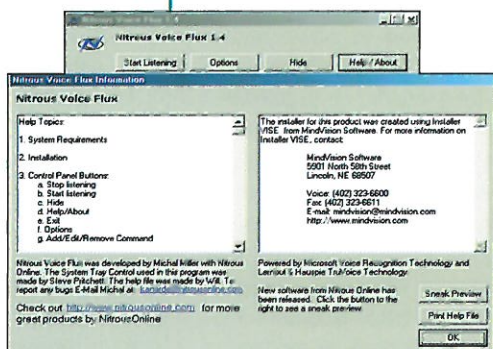 Nitrous Voice Flux 1.4
Nitrous Voice Flux 1.4
Start Listening
Options
Hide
Help / About
Nitrous Voice Flux Information
Nitrous Voice Flux
Help Topics:
1. System Requirements
2. Installation
3. Control Panel Buttons:
a. Stop listening
b. Start listening
c. Hide
d. Help/About
e. Exit
f. Options
g. Add/Edit/Remove Command
The installer for this product was created using Installer
VISE from MindVision Software. For more information on
Installer VISE, contact:
MindVision Software
5901 North 58th Street
Lincoln, NE 68507
Voice: (402) 323-6600
Fax: (402) 323-6611
E-mail: mindvision@mindvision.com
http://www.mindvision.com
Nitrous Voice Flux was developed by Michal Miller with Nitrous
Online. The System Tray Control used in this program was
made by Steve Pritchett. The help file was made by Will. To
report any bugs E-Mail Michal at:
Check out http://www.nitrousonline.com for more
great products by NitrousOnline
Powered by Microsoft Voice Recognition Technology and
Lernout & Hauspie TruVoice Technology
New software from Nitrous Online has
been released. Click the button to the
right to see a sneak preview.
Sneak Preview
Print Help File
OK